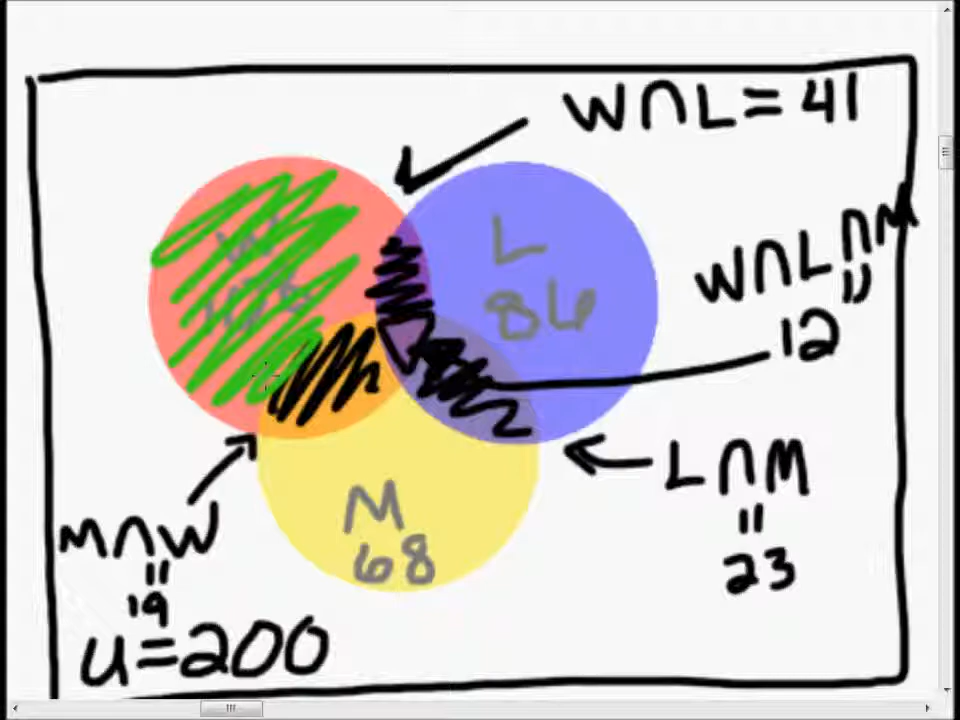 W∩L=41
L
86
W∩L∩M
=
12
L∩M
=
23
M
68
M∩W
=
19
U=200